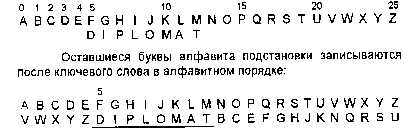 0 1 2 3 4 5 10 15 20 25
A B C D E F G H I J K L M N O P Q R S T U V W X Y Z
D I P L O M A T
Оставшиеся буквы алфавита подстановки записываются
после ключевого слова в алфавитном порядке:
5
A B C D E F G H I J K L M N O P Q R S T U V W X Y Z
V W X Y Z D I P L O M A T B C E F G H J K N Q R S U